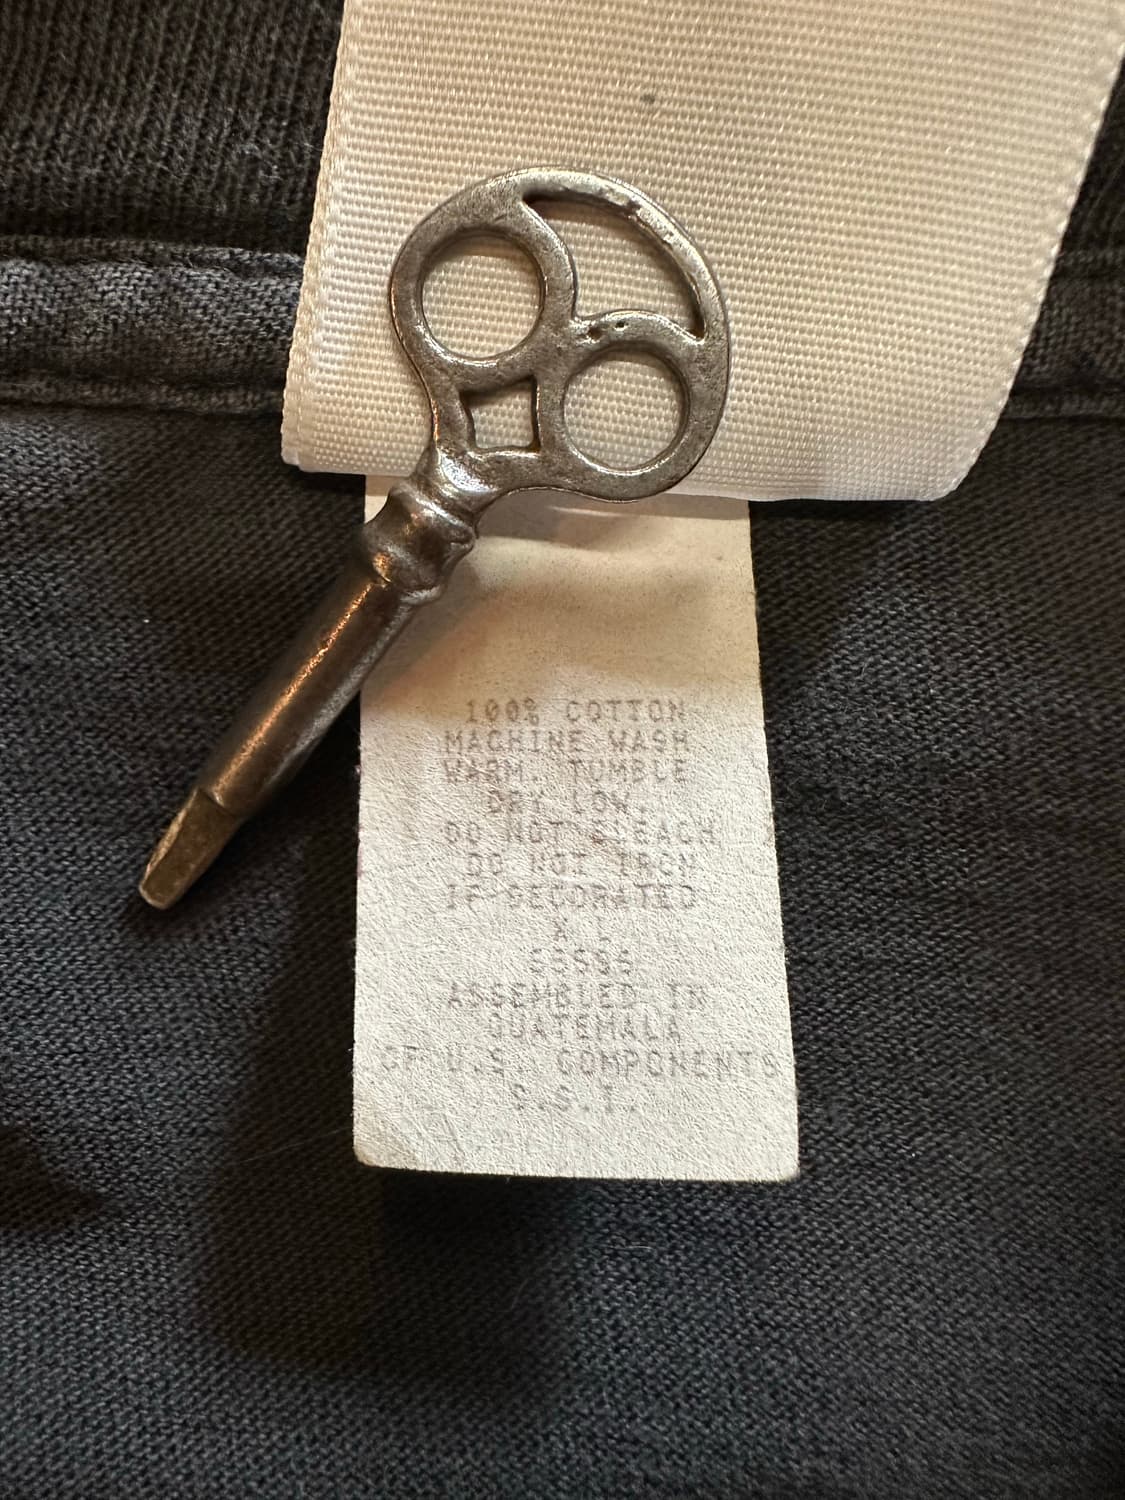 100% COTTON
MACHINE WASH
WARM. TUMBLE
DRY LOW.
DO NOT BLEACH
DO NOT IRON
IF DECORATED
ASSEMBLED IN
GUATEMALA
OF U.S. COMPONENTS